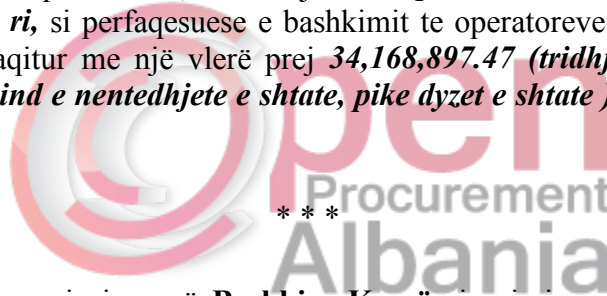 ri, si perfaqesuese e bashkimit te operatoreve
aqitur me një vlerë prej 34,168,897.47 (tridhj
ind e nentedhjete e shtate, pike dyzet e shtate )
Open
Procurement
* * *
Albania